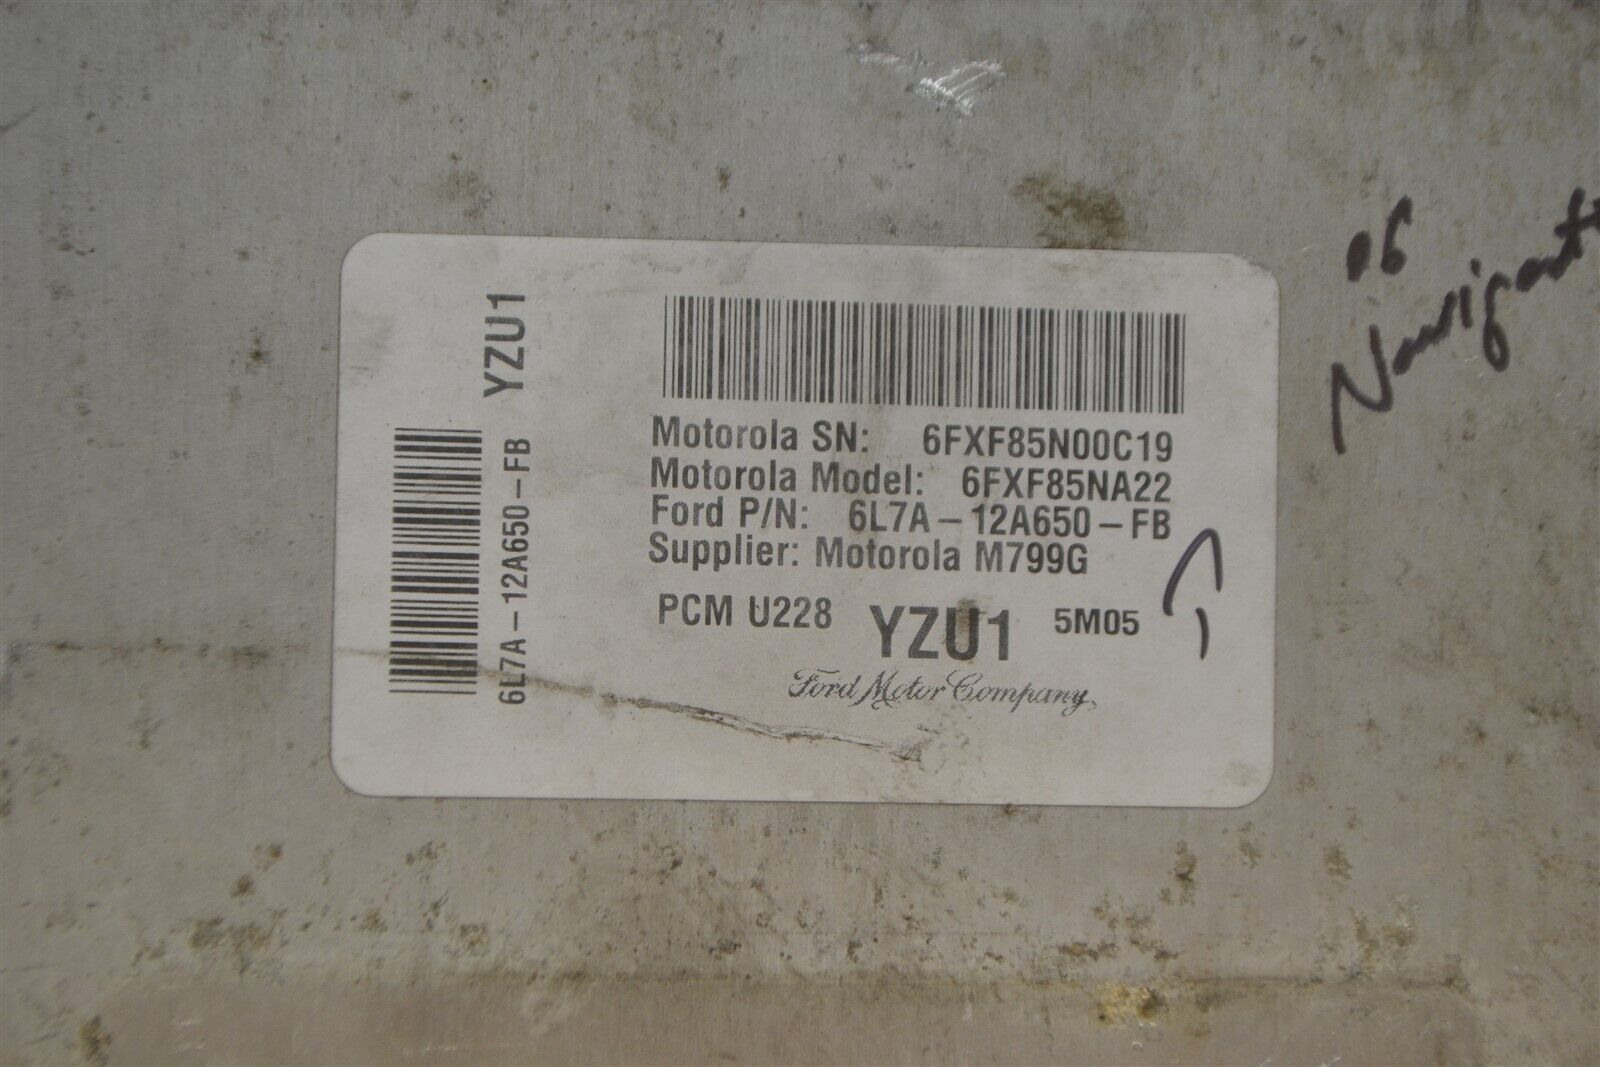 YZU1
6L7A-12A650-FB
Motorola SN: 6FXF85N00C19
Motorola Model: 6FXF85NA22
Ford P/N: 6L7A-12A650-FB
Supplier: Motorola M799G
PCM U228 YZU1 5M05
Ford Motor Company,
06